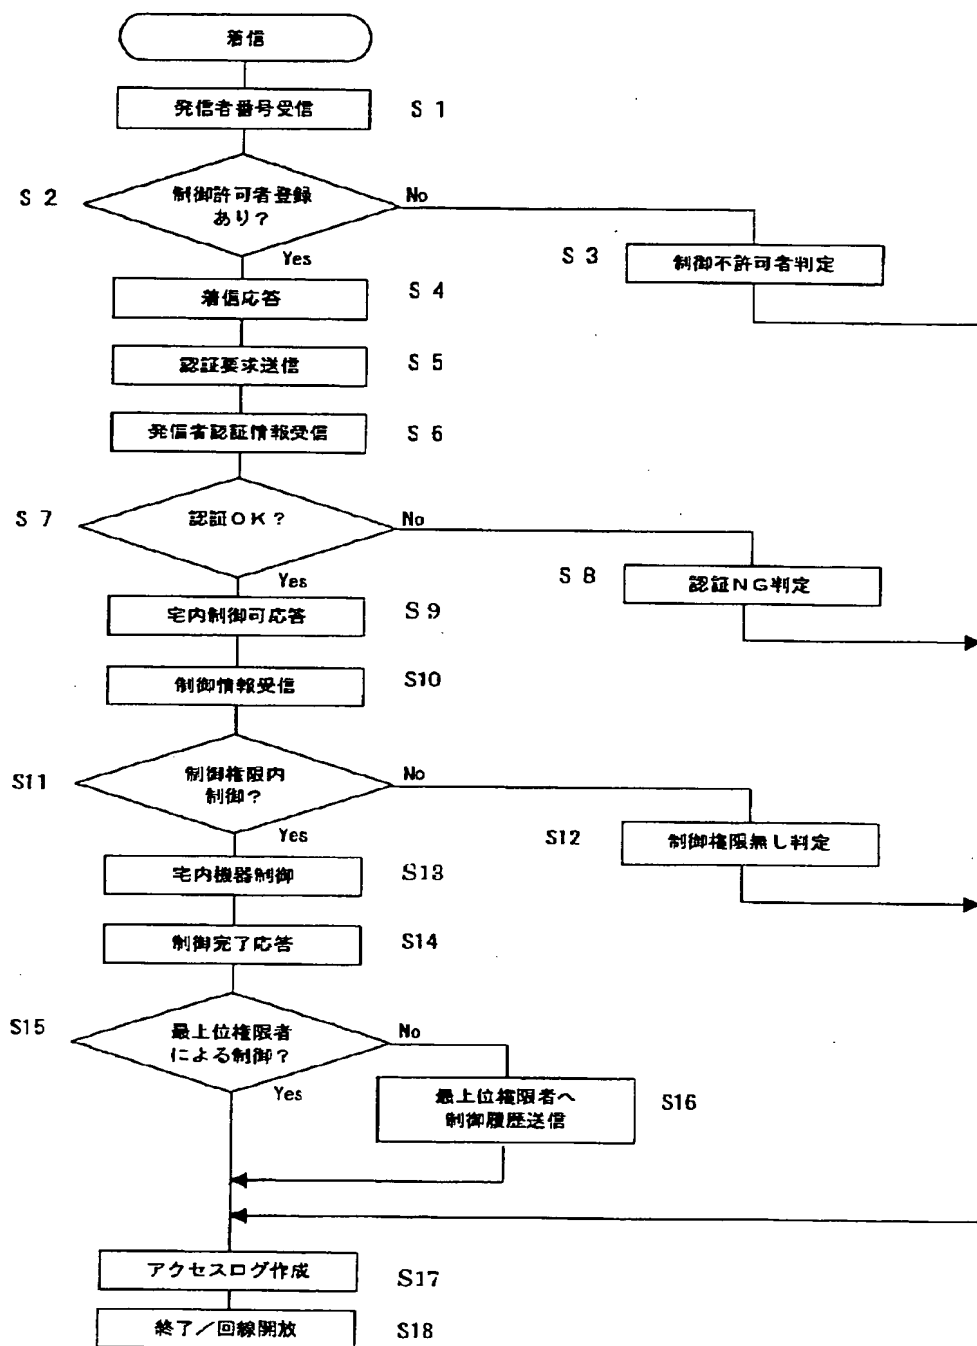 着信
発信者番号受信
S 1
S 2
制御許可者登録
あり?
No
Yes
S 3
制御不許可者判定
着信応答
S 4
認証要求送信
S 5
発信者認証情報受信
S 6
S 7
認証OK?
No
Yes
S 8
認証NG判定
宅内制御可応答
S 9
制御情報受信
S10
S11
制御権限内
制御?
No
Yes
S12
制御権限無し判定
宅内機器制御
S13
制御完了応答
S14
S15
最上位権限者
による制御?
No
Yes
最上位権限者へ
制御履歴送信
S16
アクセスログ作成
S17
終了/回線開放
S18